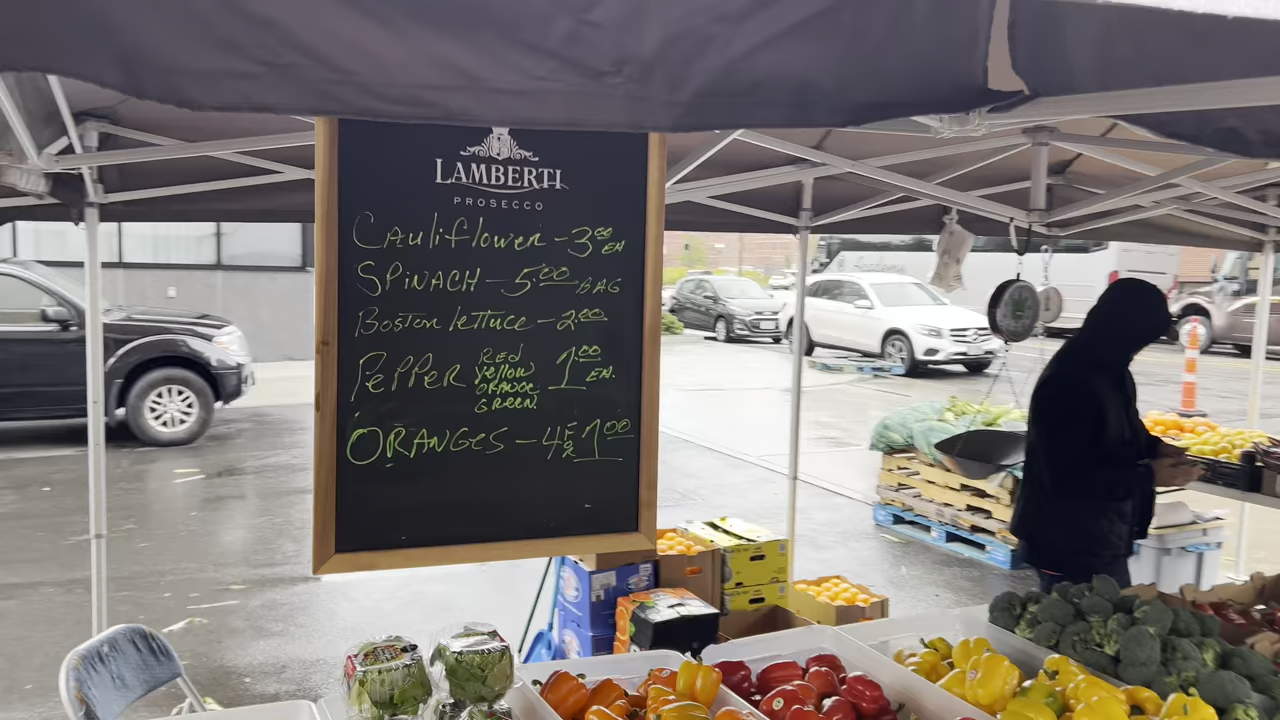 LAMBERTI
PROSECCO
Cauliflower - 3.00 EA
SPiNACH - 5.00 BAG
Boston lettuce - 2.00
PePPeR Red Yellow ORANGe GReeN. 1.00 EA.
ORANGeS - 4 FR 1.00